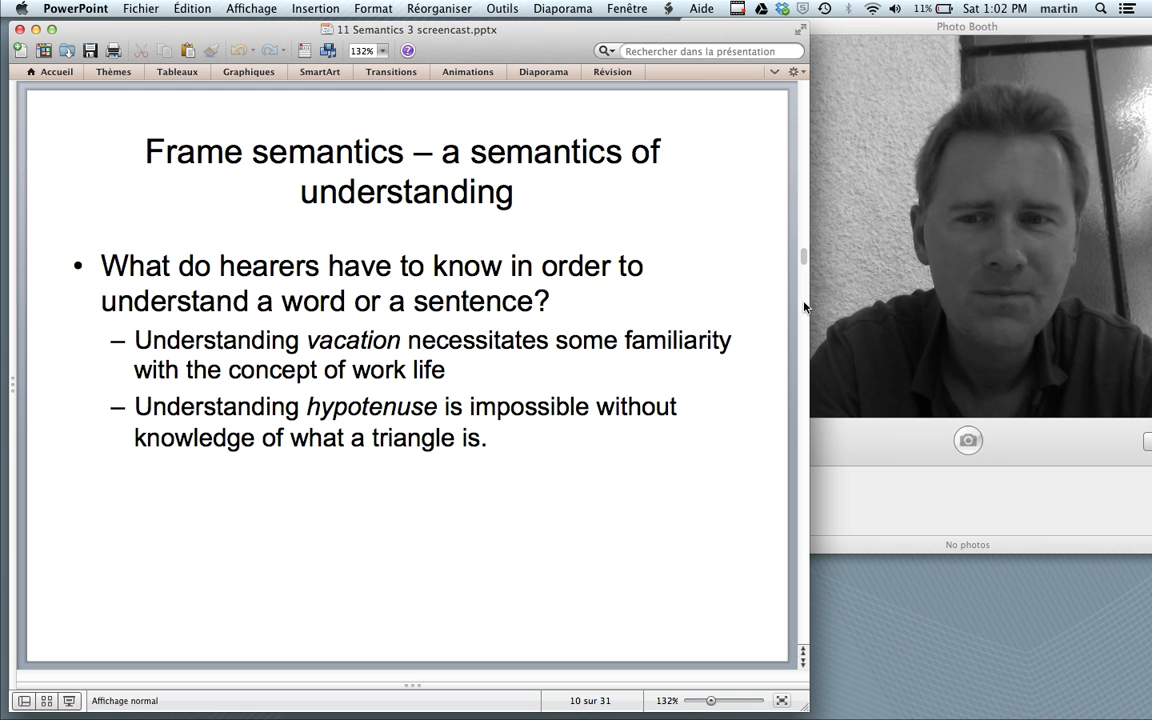 PowerPoint Fichier Édition Affichage Insertion Format Réorganiser Outils Diaporama Fenêtre Aide 11% Sat 1:02 PM martin
11 Semantics 3 screencast.pptx
Photo Booth
132% Rechercher dans la présentation
Accueil Thèmes Tableaux Graphiques SmartArt Transitions Animations Diaporama Révision
Frame semantics – a semantics of
understanding
• What do hearers have to know in order to
understand a word or a sentence?
– Understanding vacation necessitates some familiarity
with the concept of work life
– Understanding hypotenuse is impossible without
knowledge of what a triangle is.
No photos
Affichage normal 10 sur 31 132%